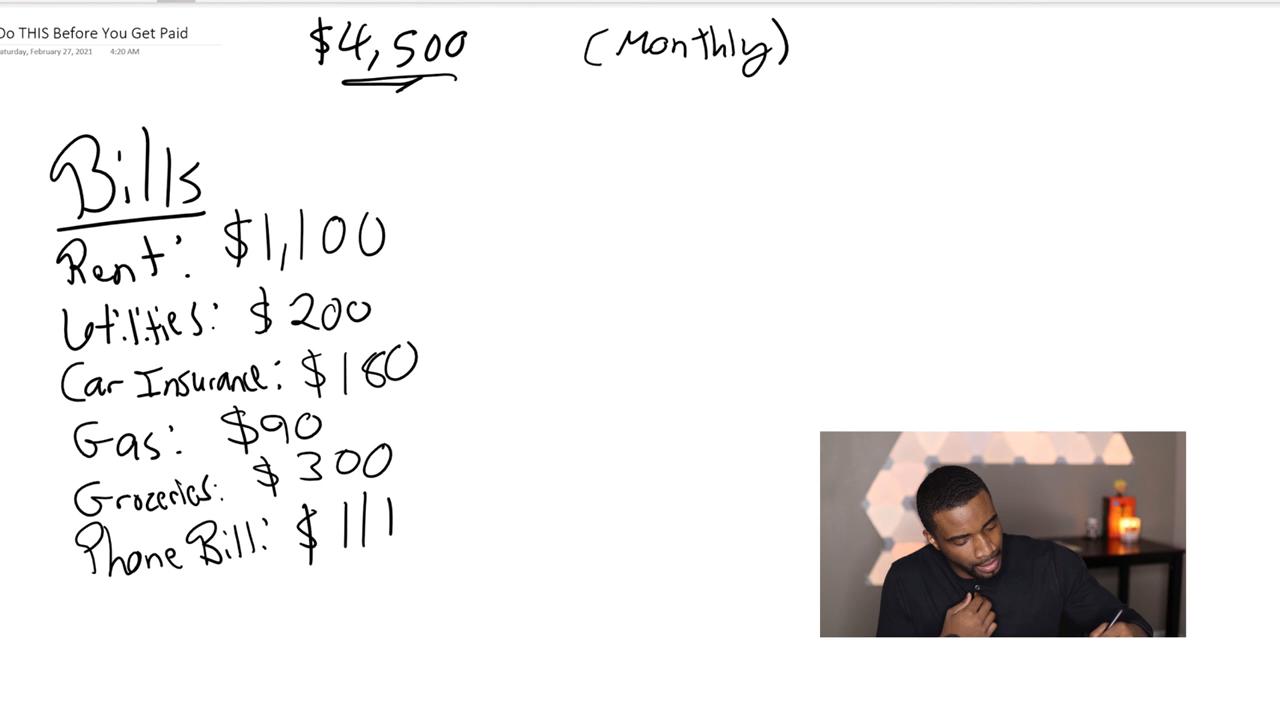 Do THIS Before You Get Paid
aturday, February 27, 2021 4:20 AM
$4,500 (Monthly)
Bills
Rent: $1,100
Utilities: $200
Car Insurance: $180
Gas: $90
Groceries: $300
Phone Bill: $111